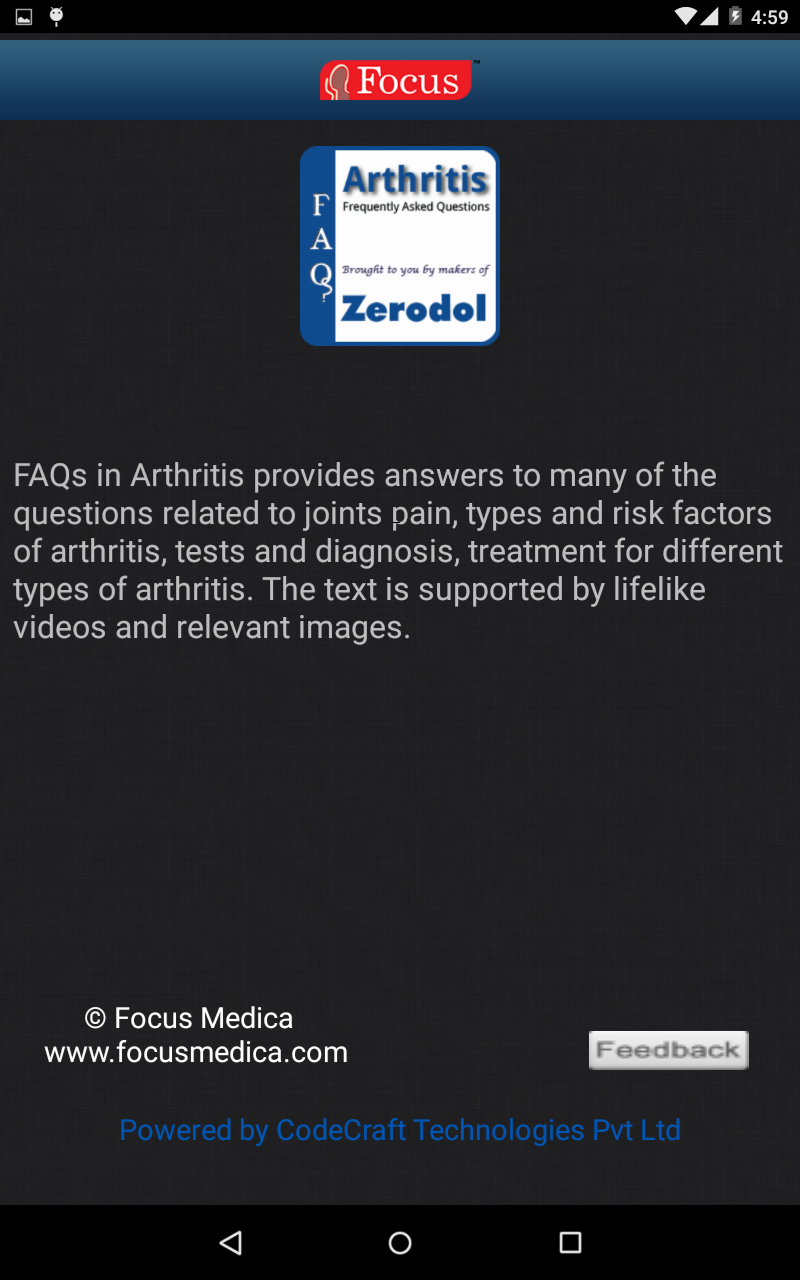 4:59
Focus™
Arthritis
Frequently Asked Questions
FAQ?
Brought to you by makers of
Zerodol
FAQs in Arthritis provides answers to many of the
questions related to joints pain, types and risk factors
of arthritis, tests and diagnosis, treatment for different
types of arthritis. The text is supported by lifelike
videos and relevant images.
© Focus Medica
www.focusmedica.com
Feedback
Powered by CodeCraft Technologies Pvt Ltd